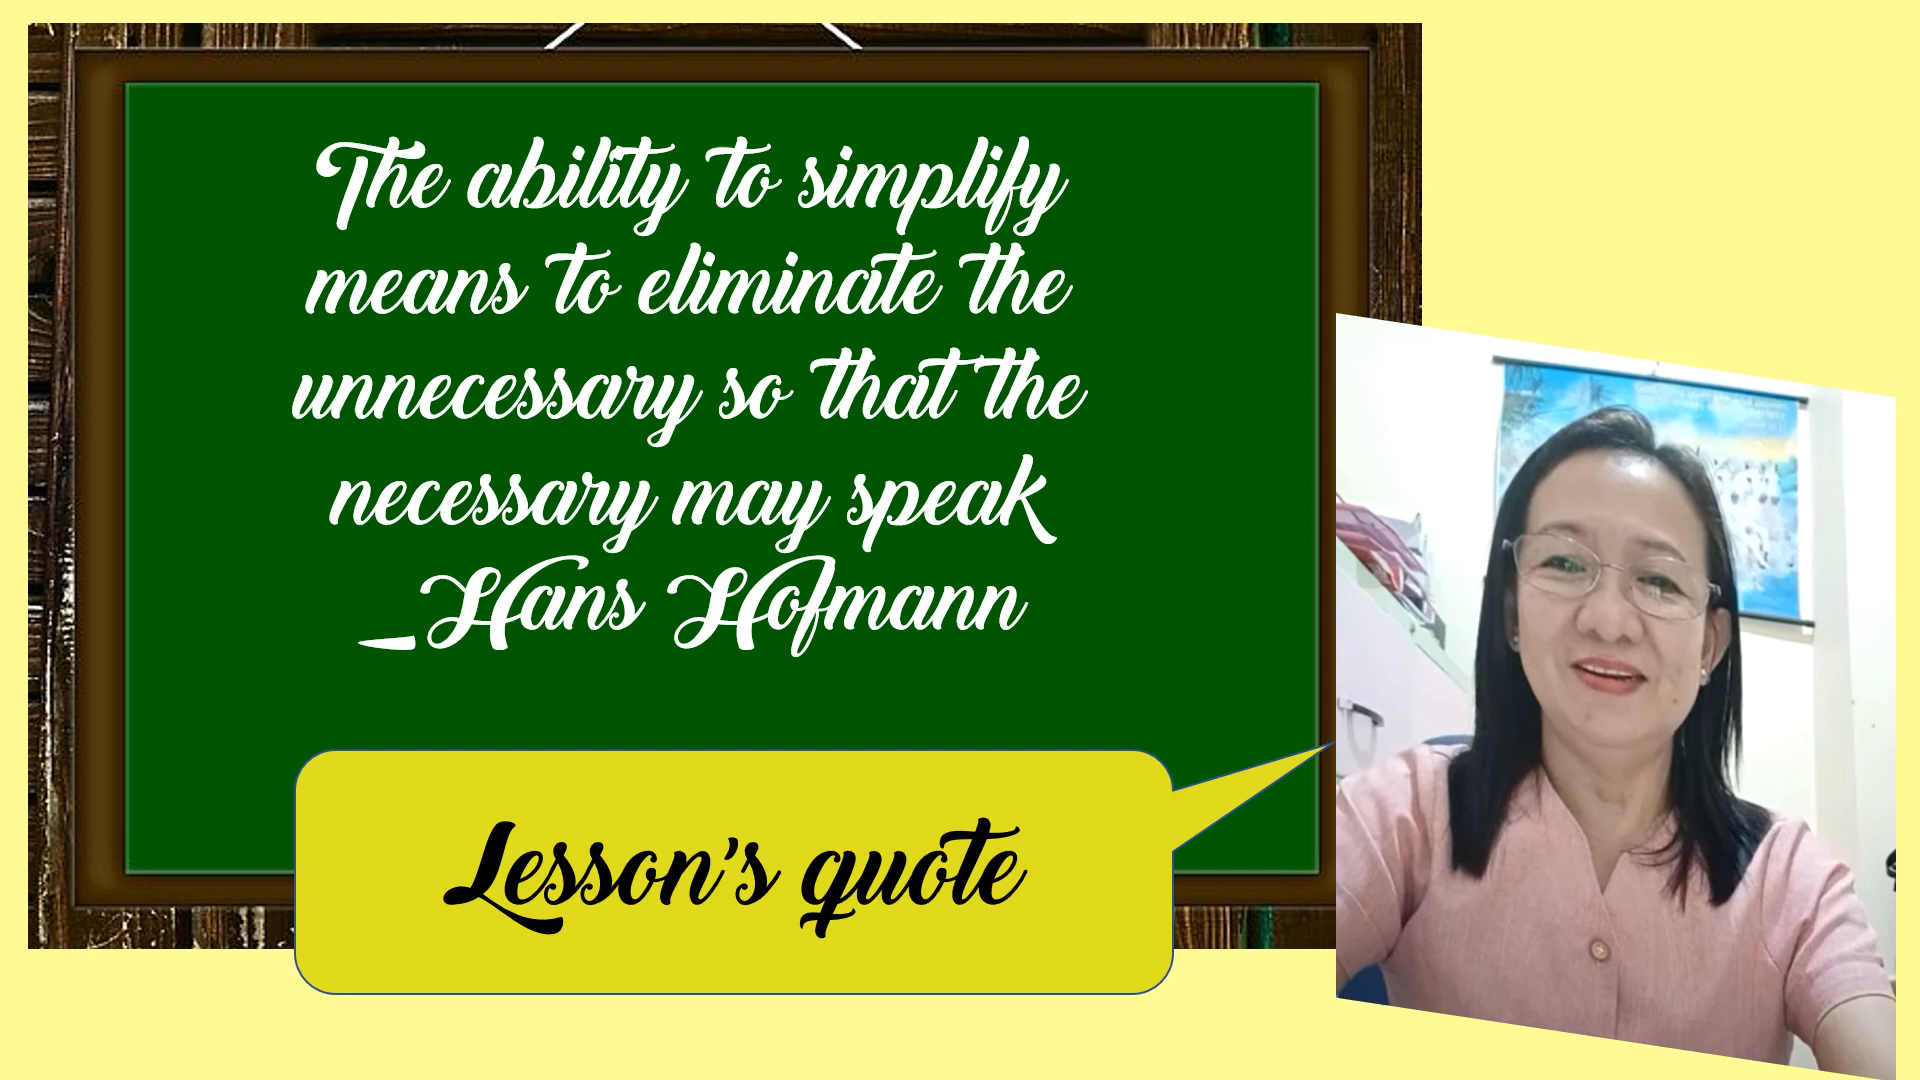 The ability to simplify
means to eliminate the
unnecessary so that the
necessary may speak
_Hans Hofmann
Lesson's quote